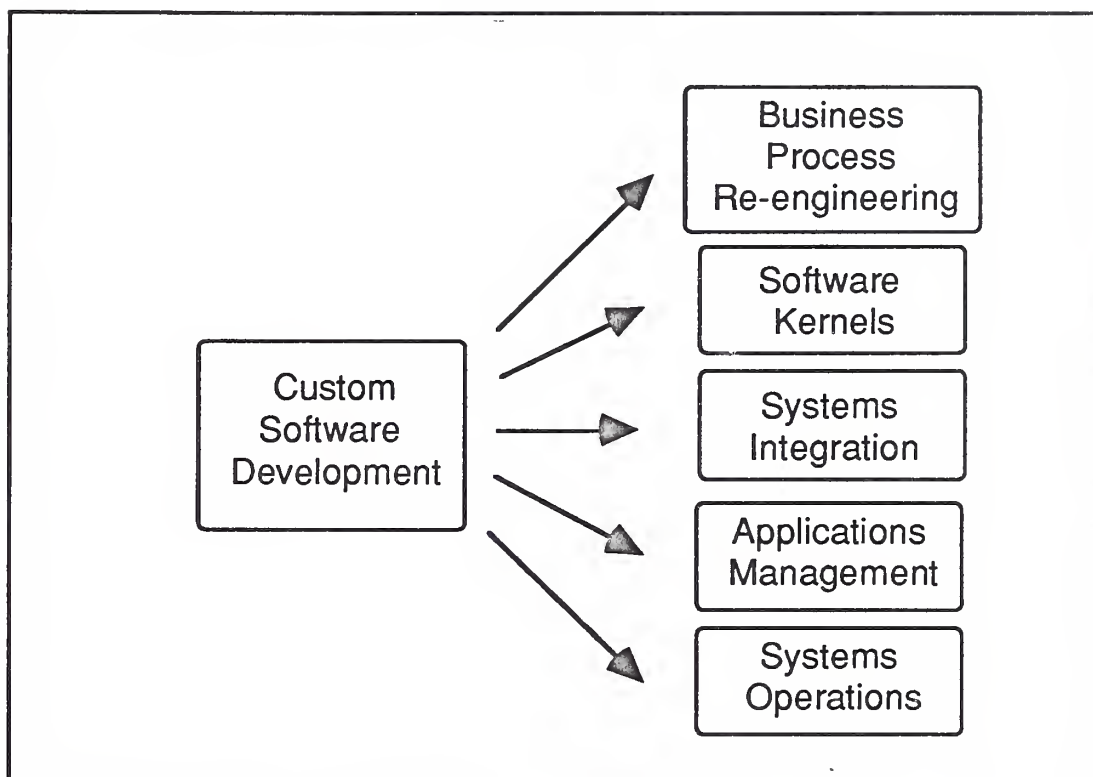 Business
Process
Re-engineering
Software
Kernels
Custom
Software
Development
Systems
Integration
Applications
Management
Systems
Operations